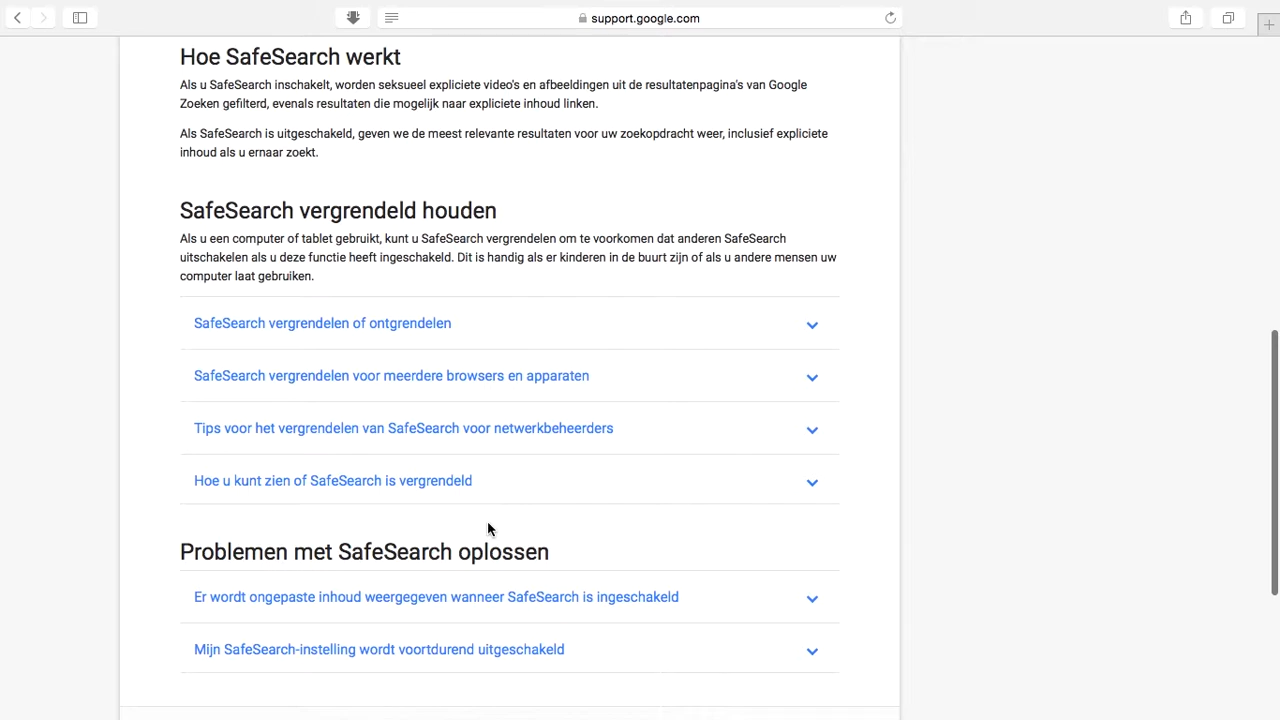 support.google.com
Hoe SafeSearch werkt
Als u SafeSearch inschakelt, worden seksueel expliciete video's en afbeeldingen uit de resultatenpagina's van Google
Zoeken gefilterd, evenals resultaten die mogelijk naar expliciete inhoud linken.
Als SafeSearch is uitgeschakeld, geven we de meest relevante resultaten voor uw zoekopdracht weer, inclusief expliciete
inhoud als u ernaar zoekt.
SafeSearch vergrendeld houden
Als u een computer of tablet gebruikt, kunt u SafeSearch vergrendelen om te voorkomen dat anderen SafeSearch
uitschakelen als u deze functie heeft ingeschakeld. Dit is handig als er kinderen in de buurt zijn of als u andere mensen uw
computer laat gebruiken.
SafeSearch vergrendelen of ontgrendelen
SafeSearch vergrendelen voor meerdere browsers en apparaten
Tips voor het vergrendelen van SafeSearch voor netwerkbeheerders
Hoe u kunt zien of SafeSearch is vergrendeld
Problemen met SafeSearch oplossen
Er wordt ongepaste inhoud weergegeven wanneer SafeSearch is ingeschakeld
Mijn SafeSearch-instelling wordt voortdurend uitgeschakeld